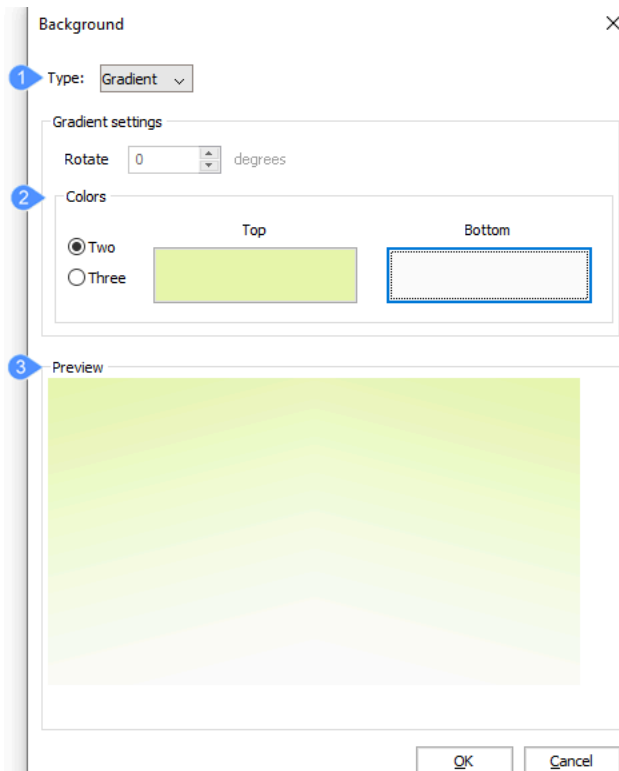 Background
1 Type: Gradient
Gradient settings
Rotate 0 degrees
2 Colors
Top Bottom
Two
Three
3 Preview
OK Cancel